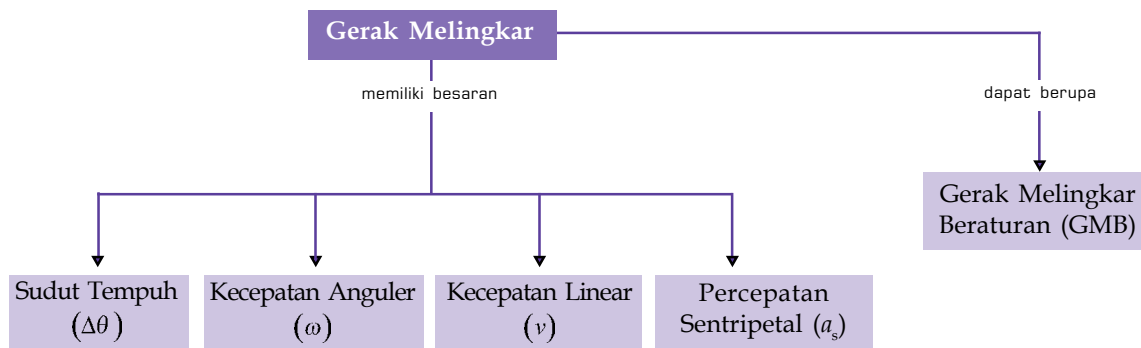 Gerak Melingkar
memiliki besaran
dapat berupa
Gerak Melingkar
Beraturan (GMB)
Sudut Tempuh
(Δθ)
Kecepatan Anguler
(ω)
Kecepatan Linear
(v)
Percepatan
Sentripetal (aₛ)